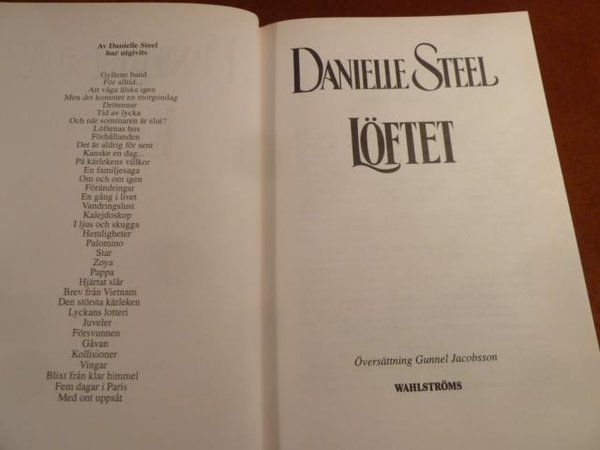 Av Danielle Steel
har utgivits
Gyllene band
För alltid...
Att våga älska igen
Men det kommer en morgondag
Drömmar
Tid av lycka
Och när sommaren är slut?
Löftenas hus
Förhållanden
Det är aldrig för sent
Kanske en dag...
På kärlekens villkor
En familjesaga
Om och om igen
Förändringar
En gång i livet
Vandringslust
Kalejdoskop
I ljus och skugga
Hemligheter
Palomino
Star
Zoya
Pappa
Hjärtat slår
Brev från Vietnam
Den största kärleken
Lyckans lotteri
Juveler
Försvunnen
Gåvan
Kollisioner
Vingar
Blixt från klar himmel
Fem dagar i Paris
Med ont uppsåt
DANIELLE STEEL
LÖFTET
Översättning Gunnel Jacobsson
WAHLSTRÖMS